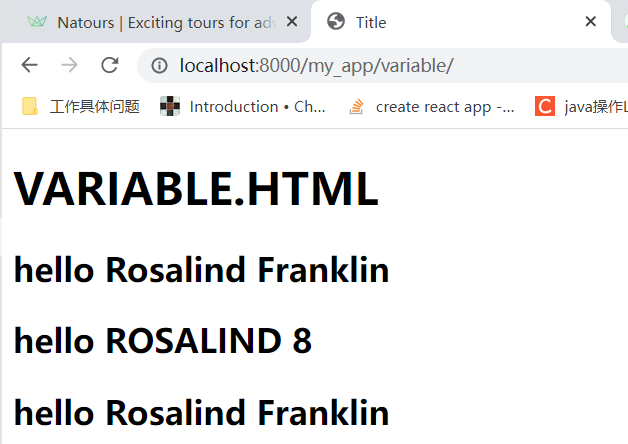 Natours | Exciting tours for adv
Title
localhost:8000/my_app/variable/
工作具体问题
Introduction • Ch...
create react app -...
java操作L
VARIABLE.HTML
hello Rosalind Franklin
hello ROSALIND 8
hello Rosalind Franklin